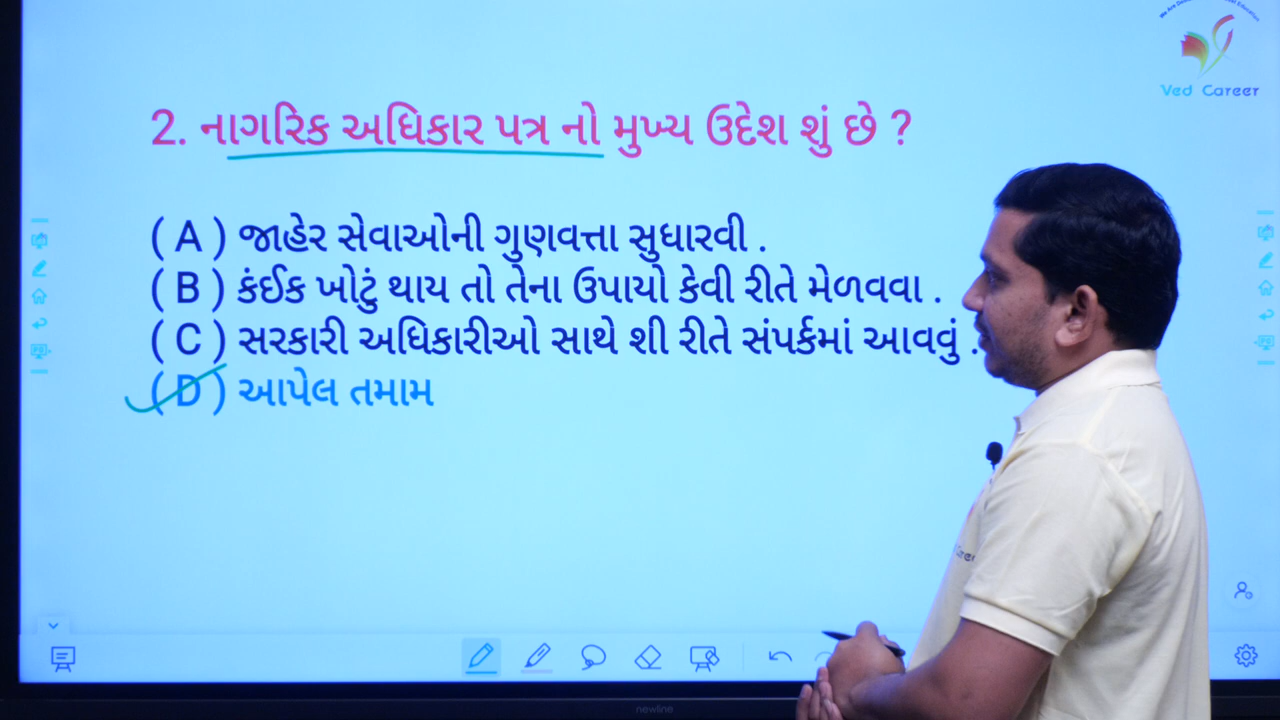 Ved Career
2. નાગરિક અધિકાર પત્ર નો મુખ્ય ઉદેશ શું છે ?
( A ) જાહેર સેવાઓની ગુણવત્તા સુધારવી .
( B ) કંઈક ખોટું થાય તો તેના ઉપાયો કેવી રીતે મેળવવા .
( C ) સરકારી અધિકારીઓ સાથે શી રીતે સંપર્કમાં આવવું .
( D ) આપેલ તમામ
newline